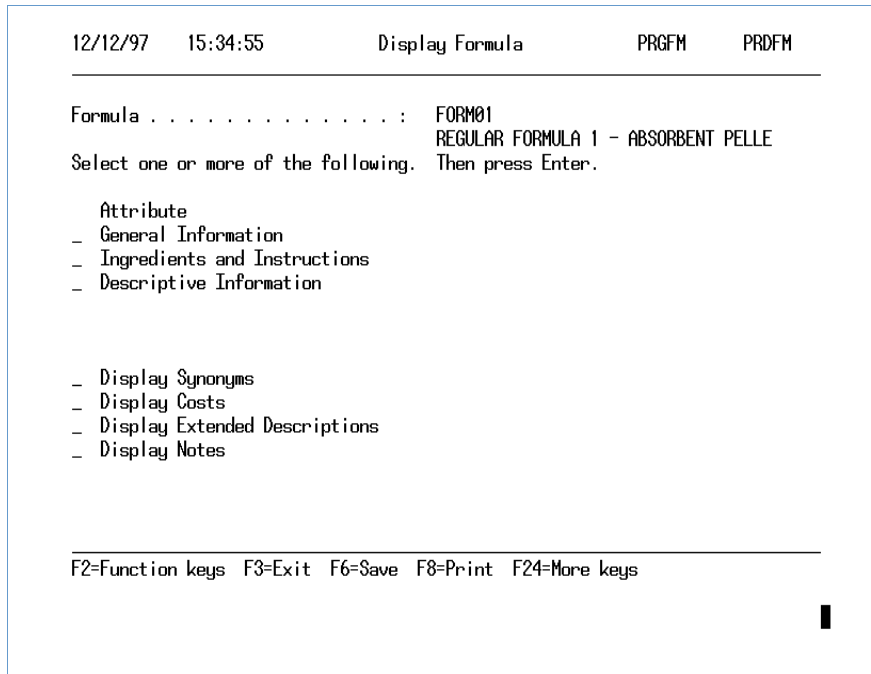 12/12/97 15:34:55 Display Formula PRGFM PRDFM
Formula . . . . . . . . . . . . . . : FORM01
REGULAR FORMULA 1 - ABSORBENT PELLE
Select one or more of the following. Then press Enter.
Attribute
_ General Information
_ Ingredients and Instructions
_ Descriptive Information
_ Display Synonyms
_ Display Costs
_ Display Extended Descriptions
_ Display Notes
F2=Function keys F3=Exit F6=Save F8=Print F24=More keys